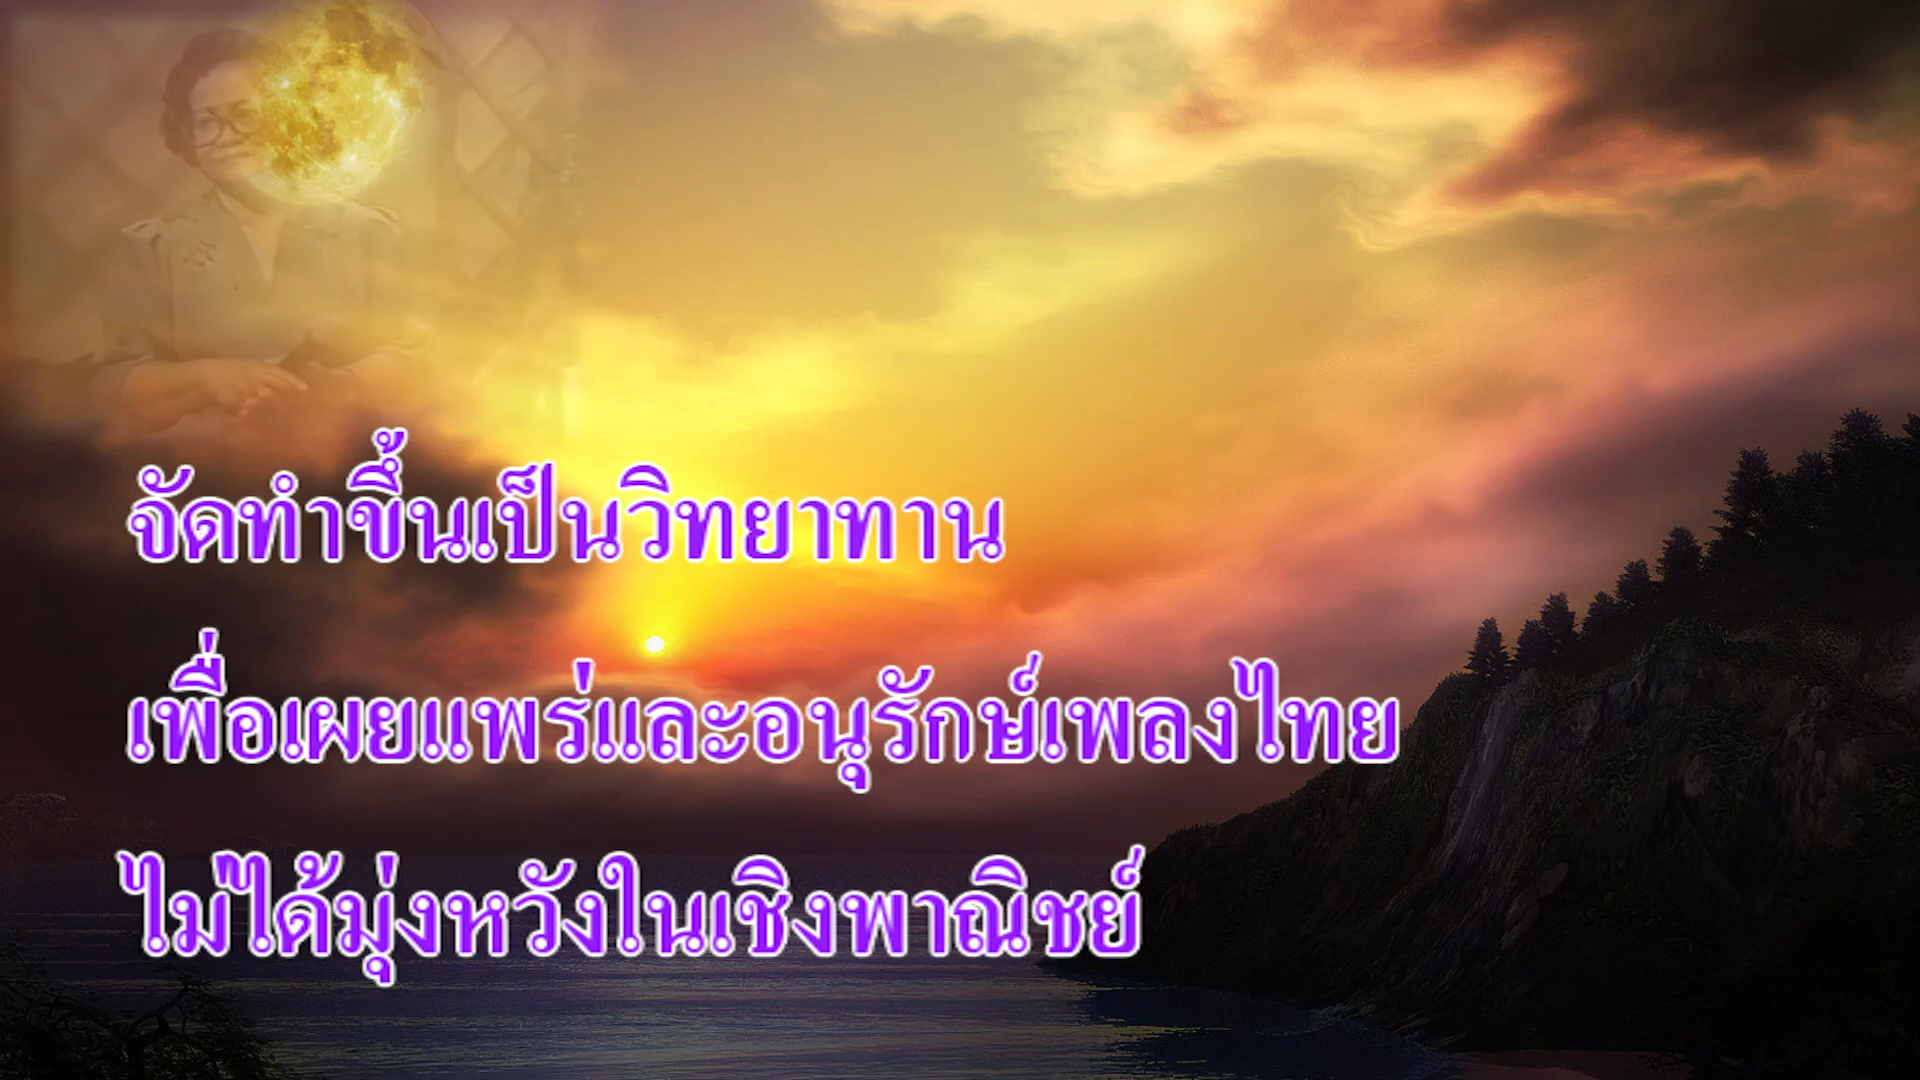 จัดทำขึ้นเป็นวิทยาทาน
เพื่อเผยแพร่และอนุรักษ์เพลงไทย
ไม่ได้มุ่งหวังในเชิงพาณิชย์